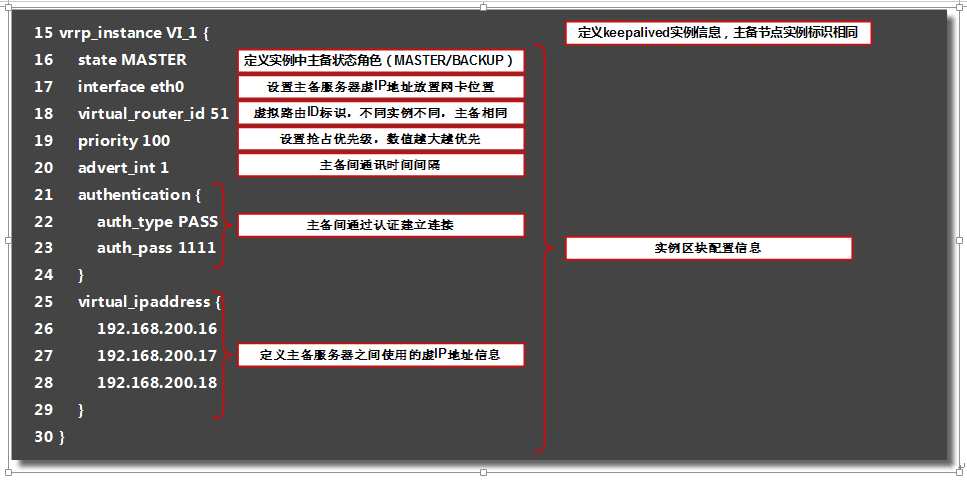 15 vrrp_instance VI_1 {
定义keepalived实例信息，主备节点实例标识相同
16 state MASTER
定义实例中主备状态角色（MASTER/BACKUP）
17 interface eth0
设置主备服务器虚IP地址放置网卡位置
18 virtual_router_id 51
虚拟路由ID标识，不同实例不同，主备相同
19 priority 100
设置抢占优先级，数值越大越优先
20 advert_int 1
主备间通讯时间间隔
21 authentication {
22 auth_type PASS
主备间通过认证建立连接
23 auth_pass 1111
实例区块配置信息
24 }
25 virtual_ipaddress {
26 192.168.200.16
27 192.168.200.17
定义主备服务器之间使用的虚IP地址信息
28 192.168.200.18
29 }
30 }